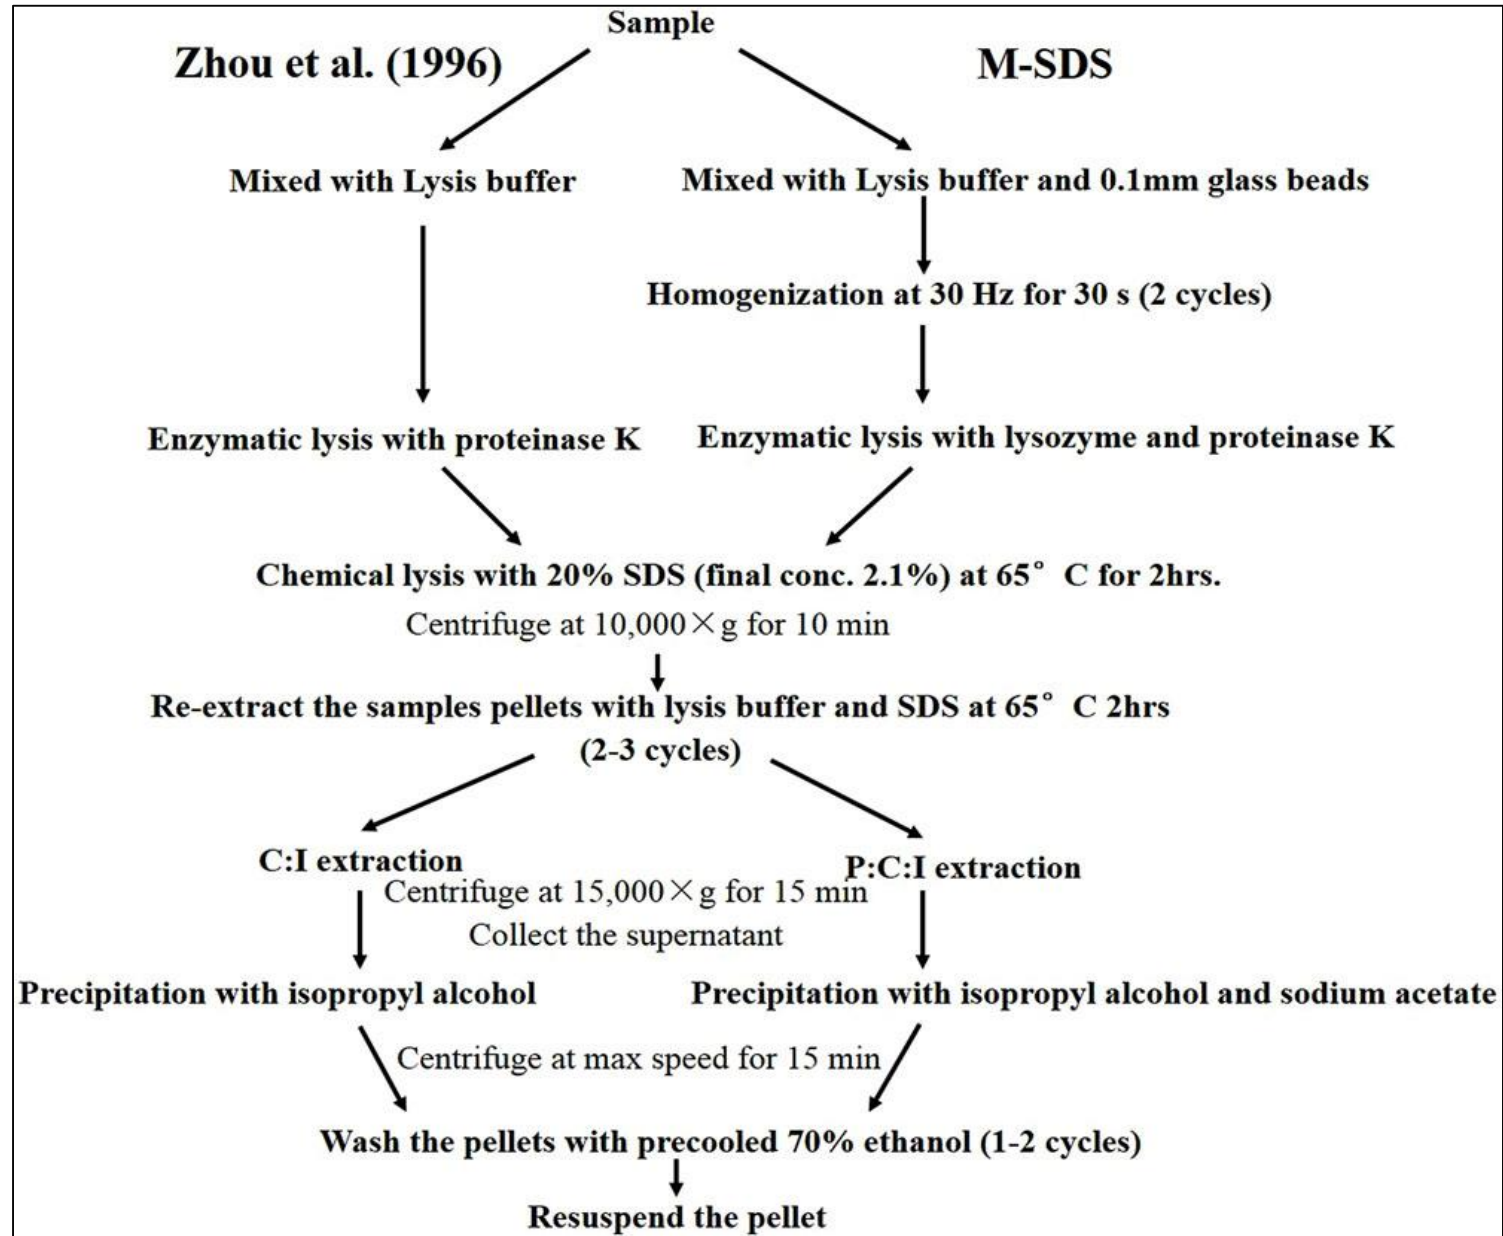 Sample
Zhou et al. (1996)
M-SDS
Mixed with Lysis buffer
Mixed with Lysis buffer and 0.1mm glass beads
Homogenization at 30 Hz for 30 s (2 cycles)
Enzymatic lysis with proteinase K
Enzymatic lysis with lysozyme and proteinase K
Chemical lysis with 20% SDS (final conc. 2.1%) at 65° C for 2hrs.
Centrifuge at 10,000×g for 10 min
Re-extract the samples pellets with lysis buffer and SDS at 65° C 2hrs
(2-3 cycles)
C:I extraction
P:C:I extraction
Centrifuge at 15,000×g for 15 min
Collect the supernatant
Precipitation with isopropyl alcohol
Precipitation with isopropyl alcohol and sodium acetate
Centrifuge at max speed for 15 min
Wash the pellets with precooled 70% ethanol (1-2 cycles)
Resuspend the pellet